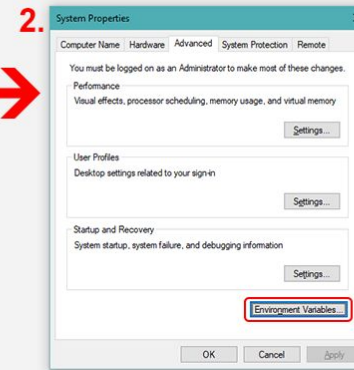 2.
System Properties
Computer Name Hardware Advanced System Protection Remote
You must be logged on as an Administrator to make most of these changes.
Performance
Visual effects, processor scheduling, memory usage, and virtual memory
Settings...
User Profiles
Desktop settings related to your sign-in
Settings...
Startup and Recovery
System startup, system failure, and debugging information
Settings...
Environment Variables...
OK Cancel Apply